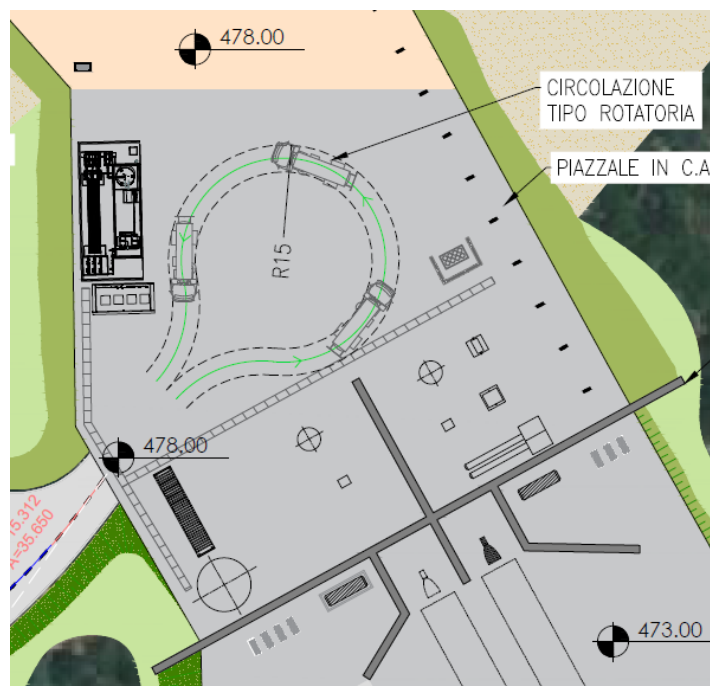 478.00
CIRCOLAZIONE
TIPO ROTATORIA
PIAZZALE IN C.A
R15
478.00
15.312
A=35.650
473.00